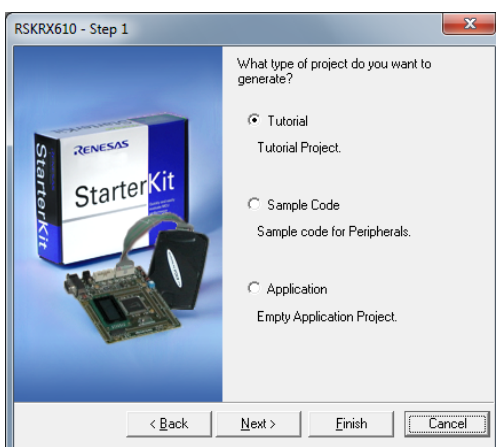 RSKRX610 - Step 1
What type of project do you want to
generate?
Tutorial
Tutorial Project.
Sample Code
Sample code for Peripherals.
Application
Empty Application Project.
RENESAS
StarterKit
StarterKit
< Back
Next >
Finish
Cancel